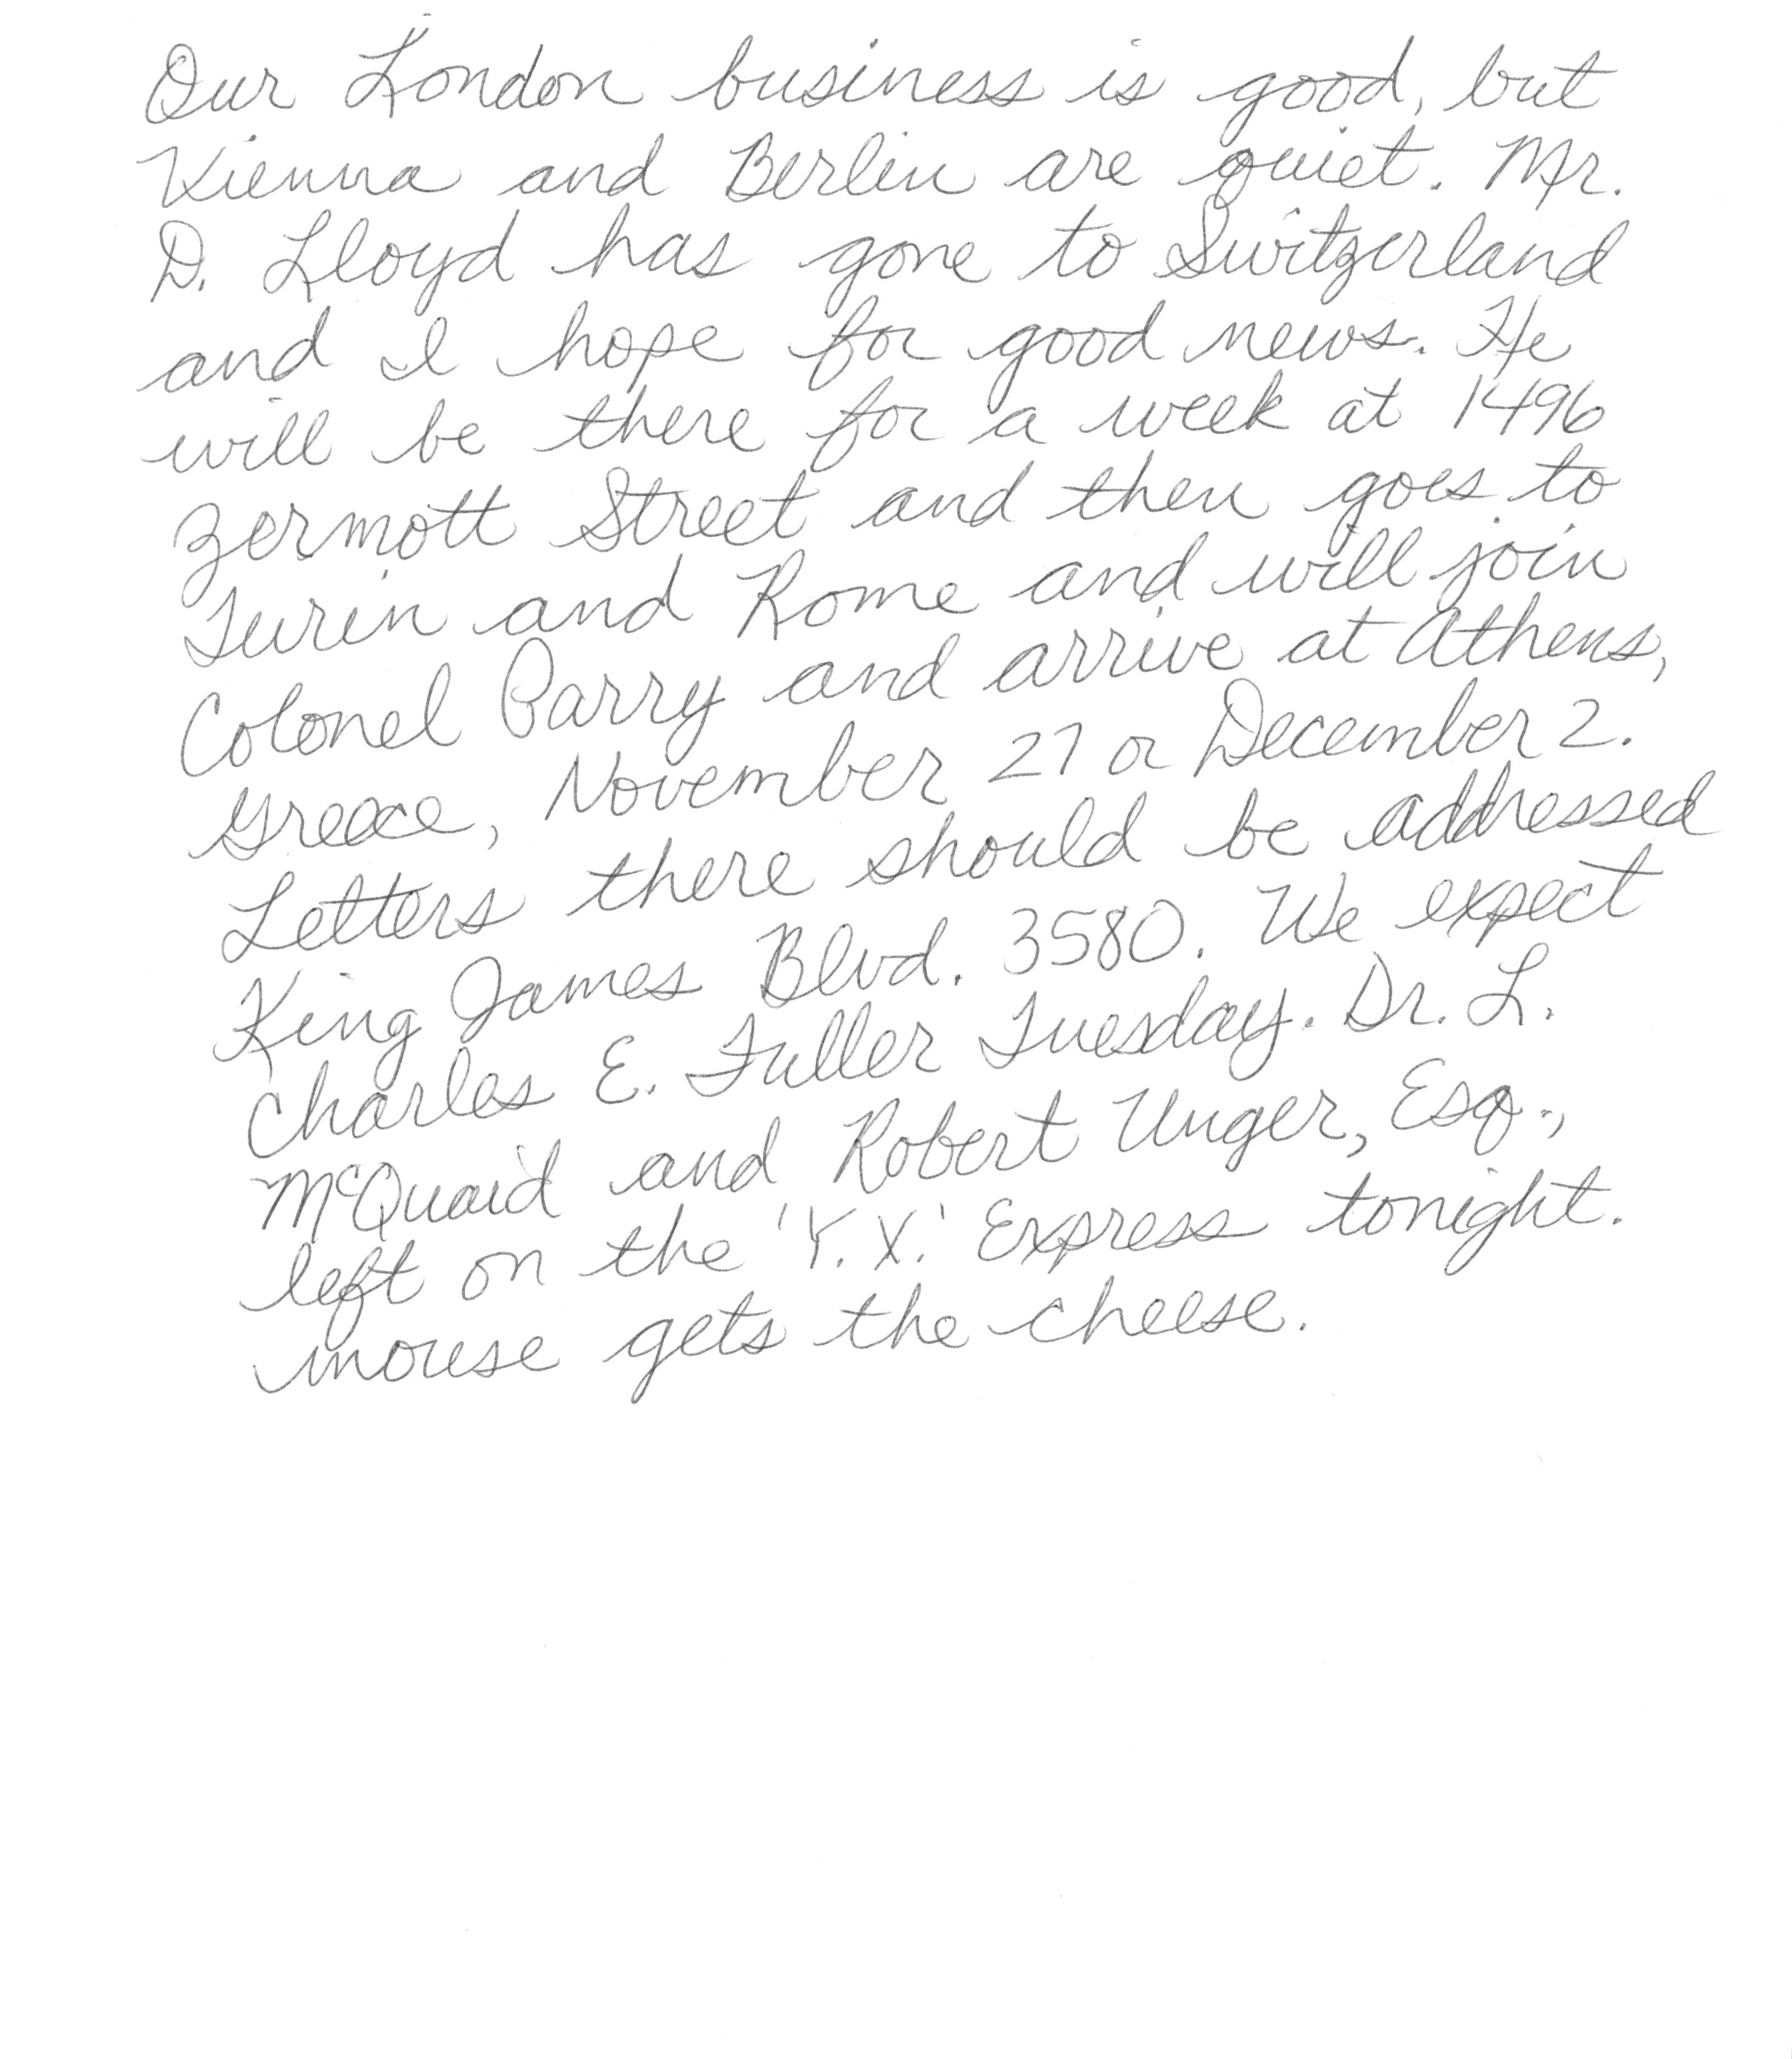 Our London business is good, but
Vienna and Berlin are quiet. Mr.
D. Lloyd has gone to Switzerland
and I hope for good news. He
will be there for a week at 1496
Zermott Street and then goes to
Turin and Rome and will join
Colonel Parry and arrive at Athens,
Greece, November 27 or December 2.
Letters there should be addressed
King James Blvd. 3580. We expect
Charles E. Fuller Tuesday. Dr. L.
McQuaid and Robert Unger, Esq.,
left on the 'Y.X.' Express tonight.
mouse gets the cheese.